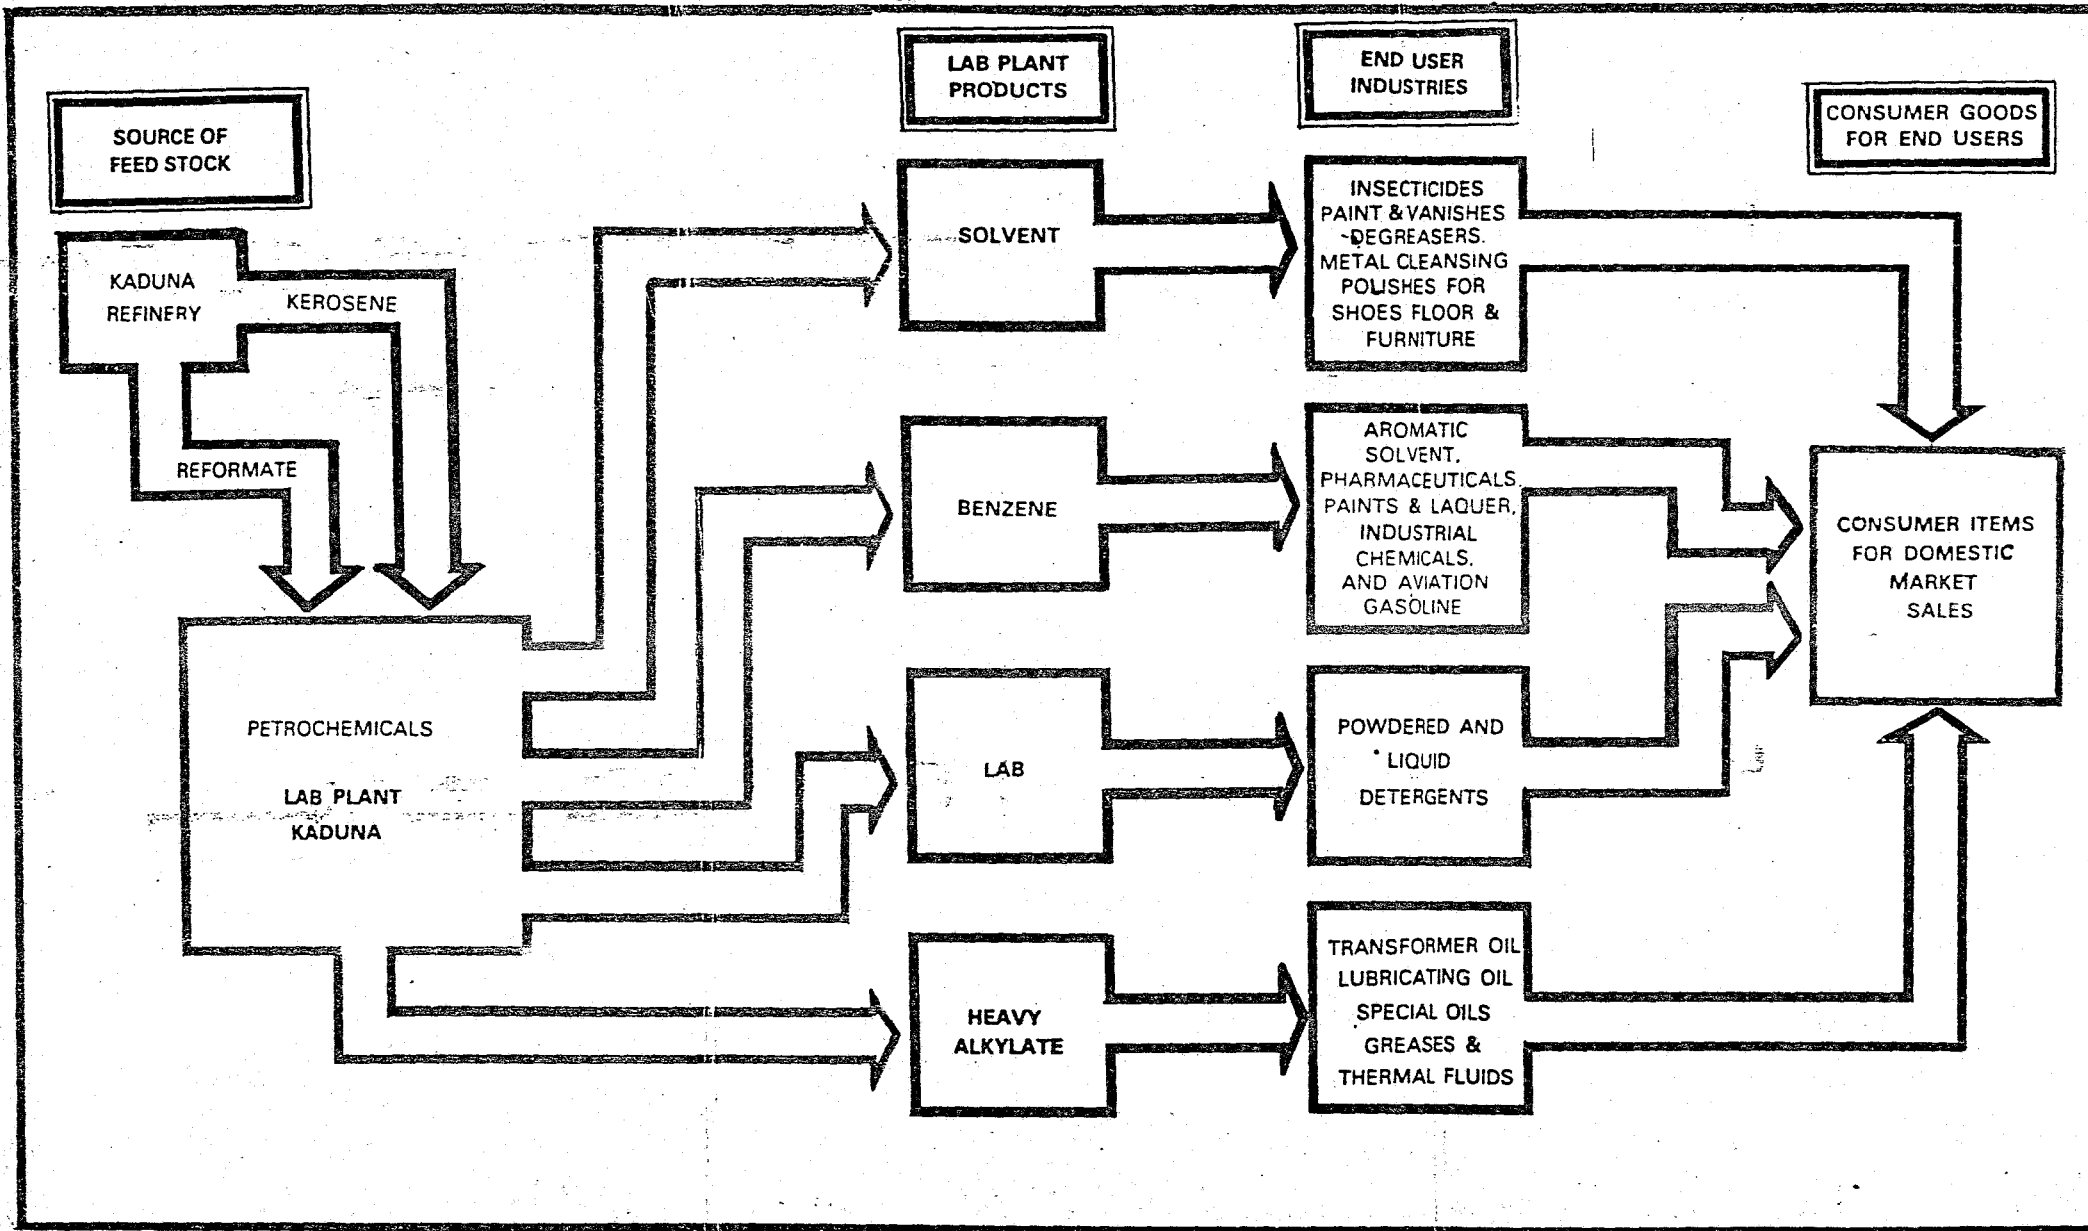 SOURCE OF
FEED STOCK
LAB PLANT
PRODUCTS
END USER
INDUSTRIES
CONSUMER GOODS
FOR END USERS
KADUNA
REFINERY
KEROSENE
REFORMATE
PETROCHEMICALS
LAB PLANT
KADUNA
SOLVENT
INSECTICIDES
PAINT & VANISHES
DEGREASERS.
METAL CLEANSING
POLISHES FOR
SHOES FLOOR &
FURNITURE
BENZENE
AROMATIC
SOLVENT.
PHARMACEUTICALS.
PAINTS & LAQUER.
INDUSTRIAL
CHEMICALS.
AND AVIATION
GASOLINE
LAB
POWDERED AND
LIQUID
DETERGENTS
HEAVY
ALKYLATE
TRANSFORMER OIL
LUBRICATING OIL
SPECIAL OILS
GREASES &
THERMAL FLUIDS
CONSUMER ITEMS
FOR DOMESTIC
MARKET
SALES